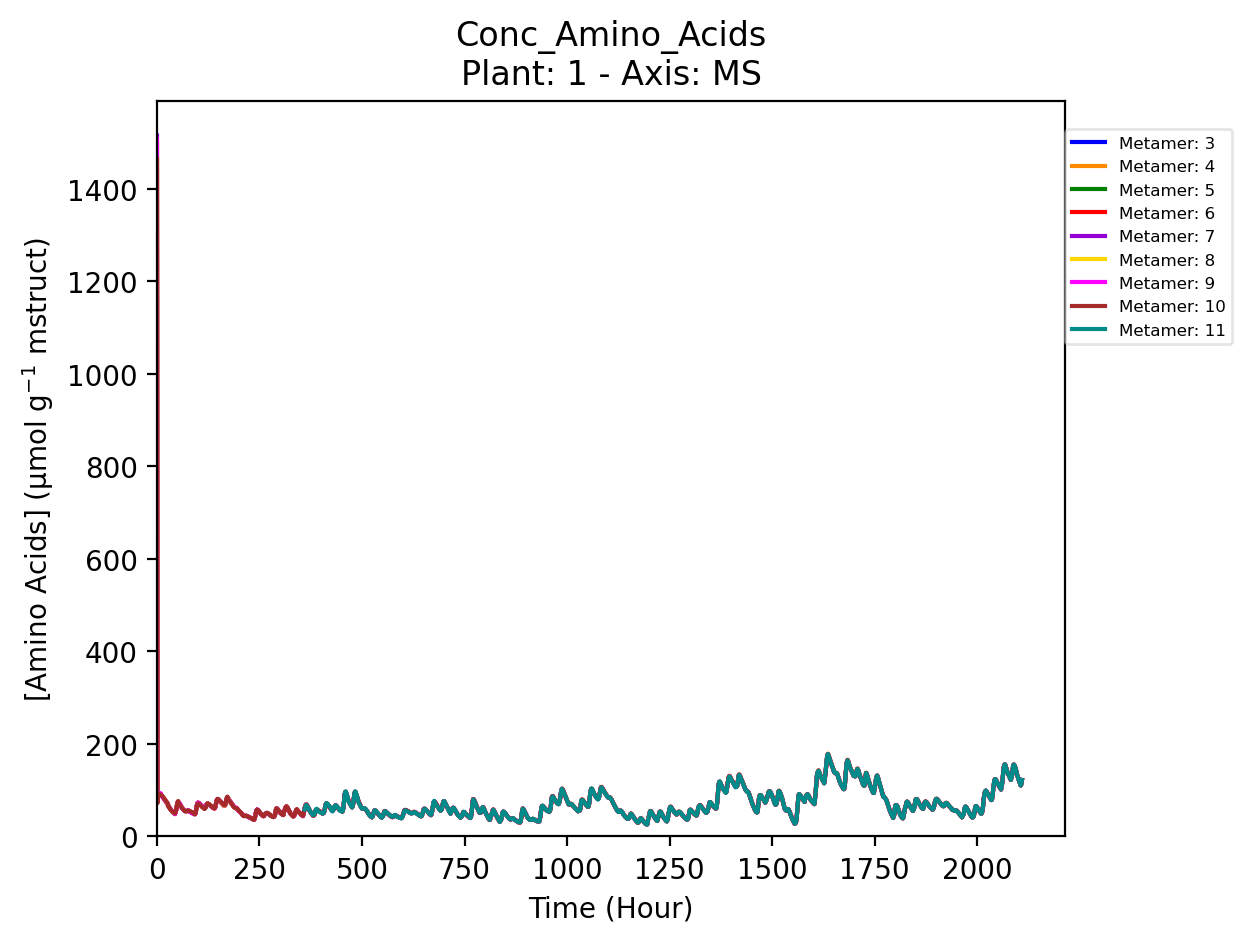 Conc_Amino_Acids
Plant: 1 - Axis: MS
[Amino Acids] (µmol g⁻¹ mstruct)
1400
1200
1000
800
600
400
200
0
0 250 500 750 1000 1250 1500 1750 2000
Time (Hour)
Metamer: 3
Metamer: 4
Metamer: 5
Metamer: 6
Metamer: 7
Metamer: 8
Metamer: 9
Metamer: 10
Metamer: 11